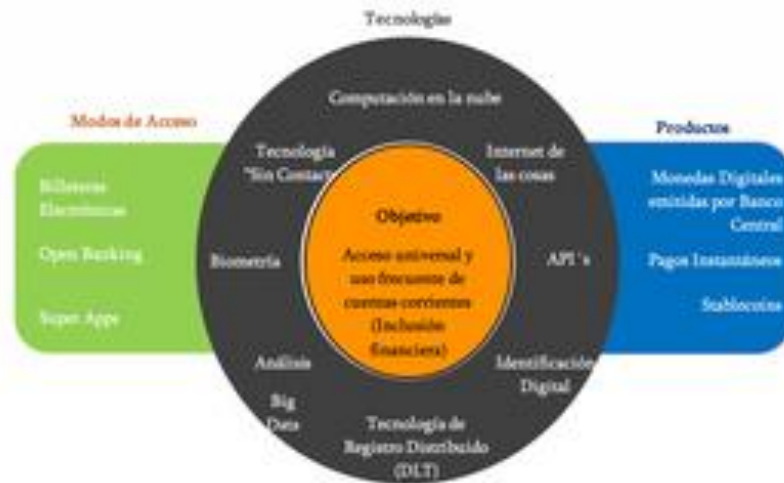 Tecnologías
Computación en la nube
Modos de Acceso
Productos
Tecnología
"Sin Contacto
Internet de
las cosas
Billeteras
Electrónicas
Monedas Digitales
emitidas por Banco
Central
Objetivo
Acceso universal y
uso frecuente de
cuentas corrientes
(Inclusión
financiera)
Open Banking
Biometría
API´s
Pagos Instantáneos
Super Apps
Stablecoins
Análisis
Big
Data
Identificación
Digital
Tecnología de
Registro Distribuido
(DLT)